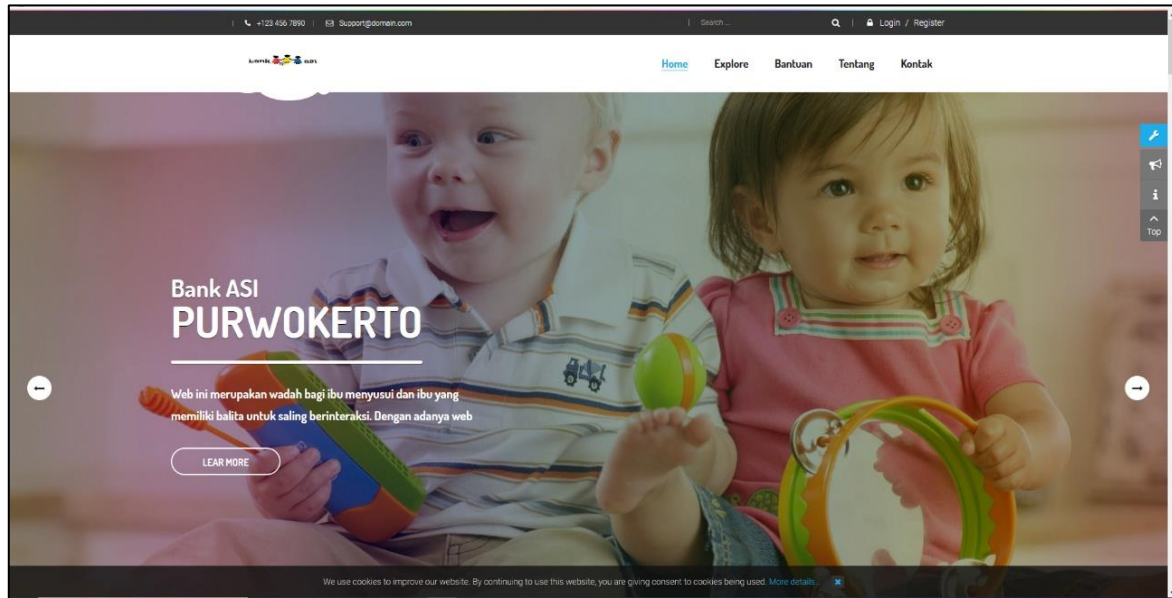 +123 456 7890
Support@domain.com
Search ...
Login / Register
bank asi
Home Explore Bantuan Tentang Kontak
Top
Bank ASI
PURWOKERTO
Web ini merupakan wadah bagi ibu menyusui dan ibu yang
memiliki balita untuk saling berinteraksi. Dengan adanya web
LEAR MORE
We use cookies to improve our website. By continuing to use this website, you are giving consent to cookies being used. More details...